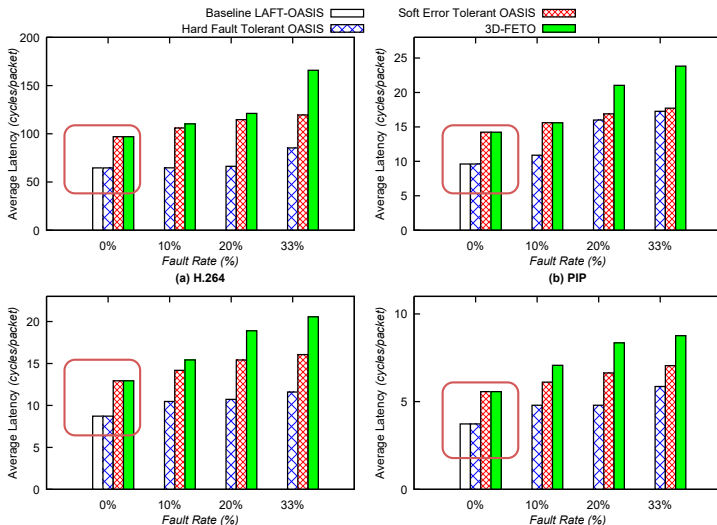 Baseline LAFT-OASIS
Hard Fault Tolerant OASIS
Soft Error Tolerant OASIS
3D-FETO
Average Latency (cycles/packet)
200
150
100
50
0
0% 10% 20% 33%
Fault Rate (%)
(a) H.264
Average Latency (cycles/packet)
25
20
15
10
5
0
0% 10% 20% 33%
Fault Rate (%)
(b) PIP
Average Latency (cycles/packet)
20
15
10
5
0
0% 10% 20% 33%
Fault Rate (%)
Average Latency (cycles/packet)
10
5
0
0% 10% 20% 33%
Fault Rate (%)